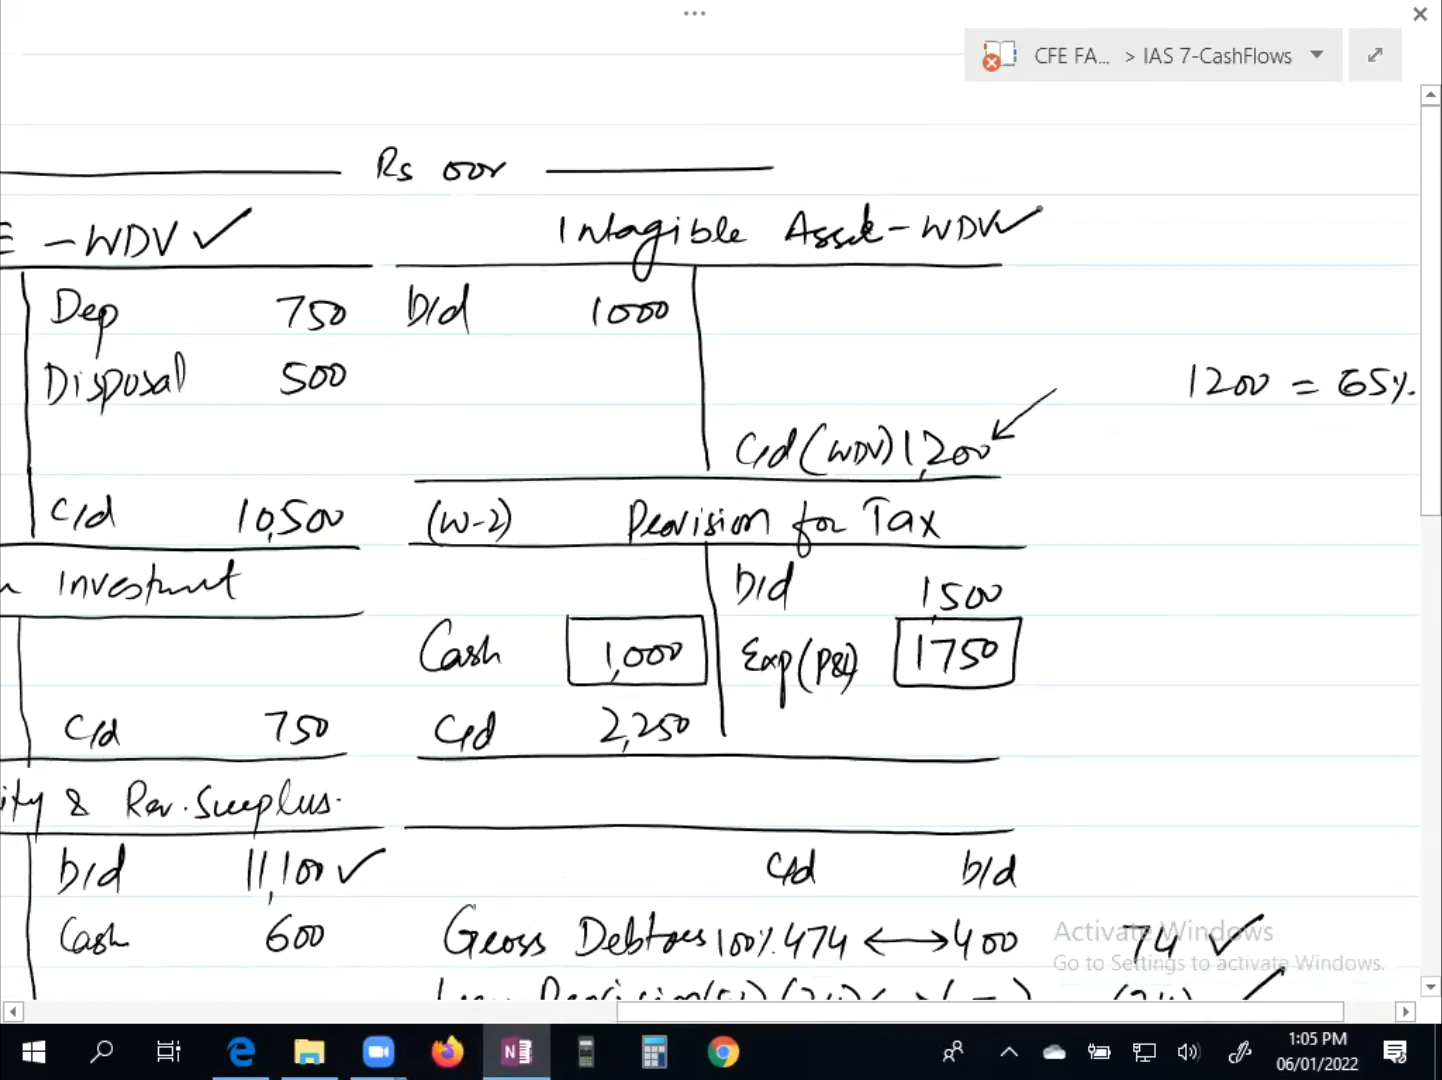 CFE FA... > IAS 7-CashFlows
Rs 000
E - WDV ✓
Intagible Asset - WDV ✓
Dep 750
b/d 1000
Disposal 500
1200 = 65%.
c/d (WDV) 1,200
c/d 10,500
(W-2) Provision for Tax
n Investment
b/d 1500
Cash 1,000
Exp (P&L) 1750
c/d 750
c/d 2,250
ity & Rev. Surplus.
c/d b/d
b/d 11,100 ✓
Cash 600
Gross Debtors 100% 474 ↔ 400 74 ✓
Activate Windows
Go to Settings to activate Windows.
1:05 PM
06/01/2022